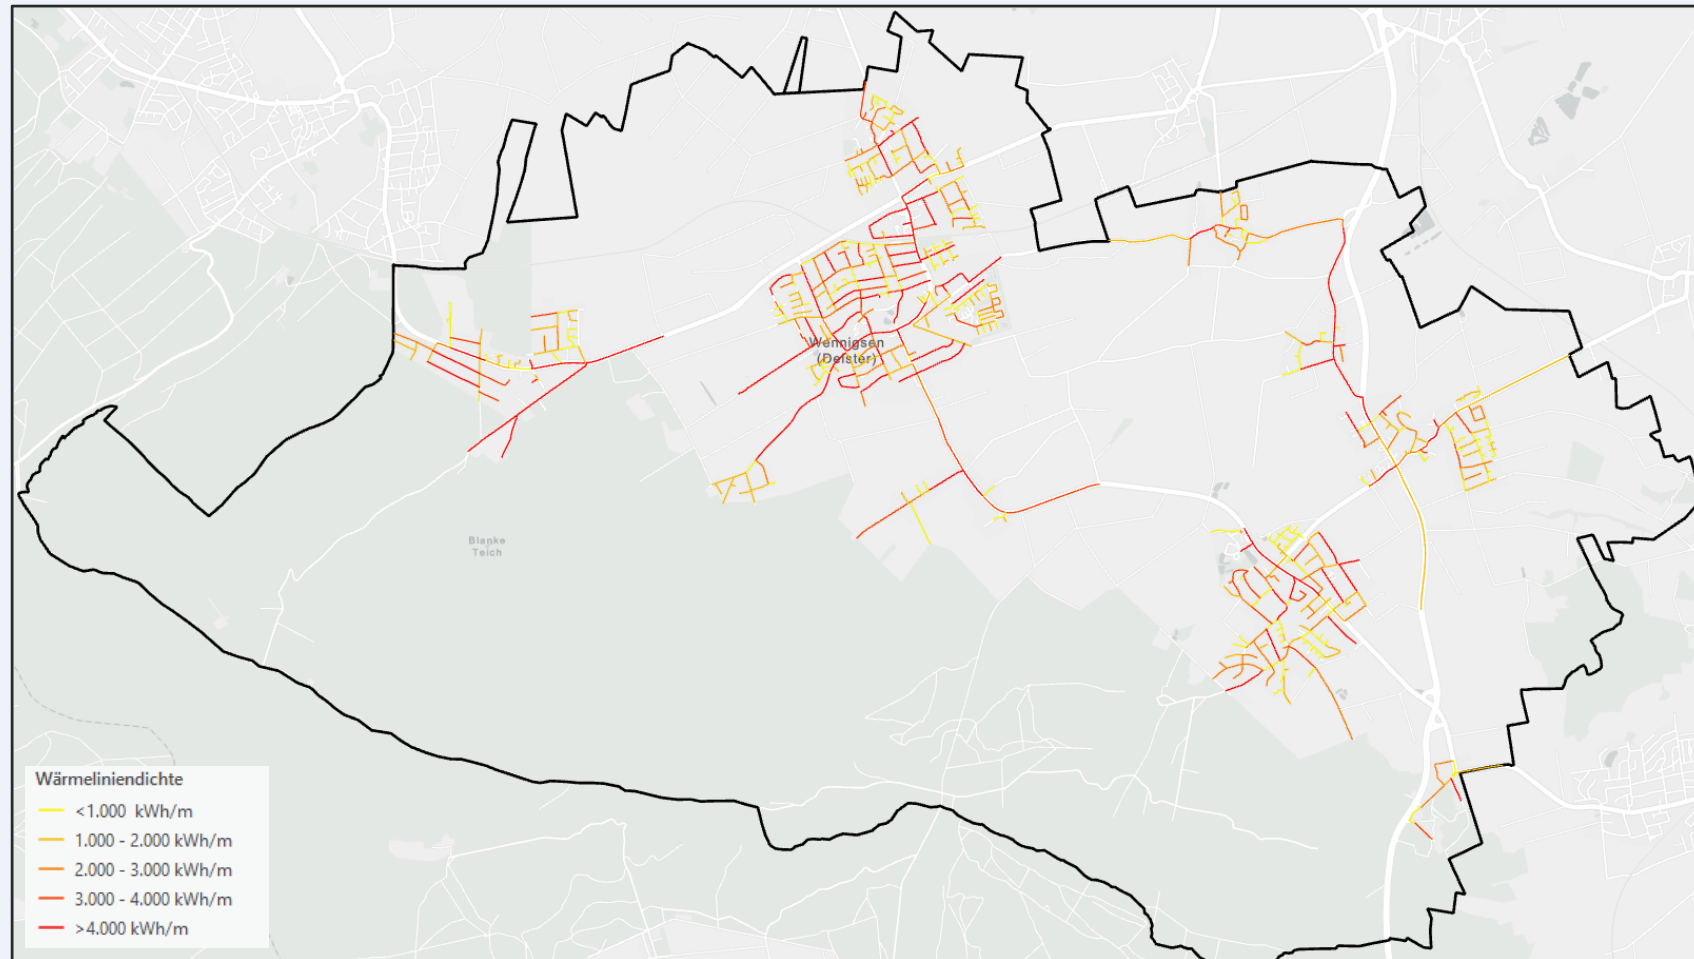 Wennigsen
(Deister)
Blanke
Teich
Wärmeliniendichte
<1.000 kWh/m
1.000 - 2.000 kWh/m
2.000 - 3.000 kWh/m
3.000 - 4.000 kWh/m
>4.000 kWh/m